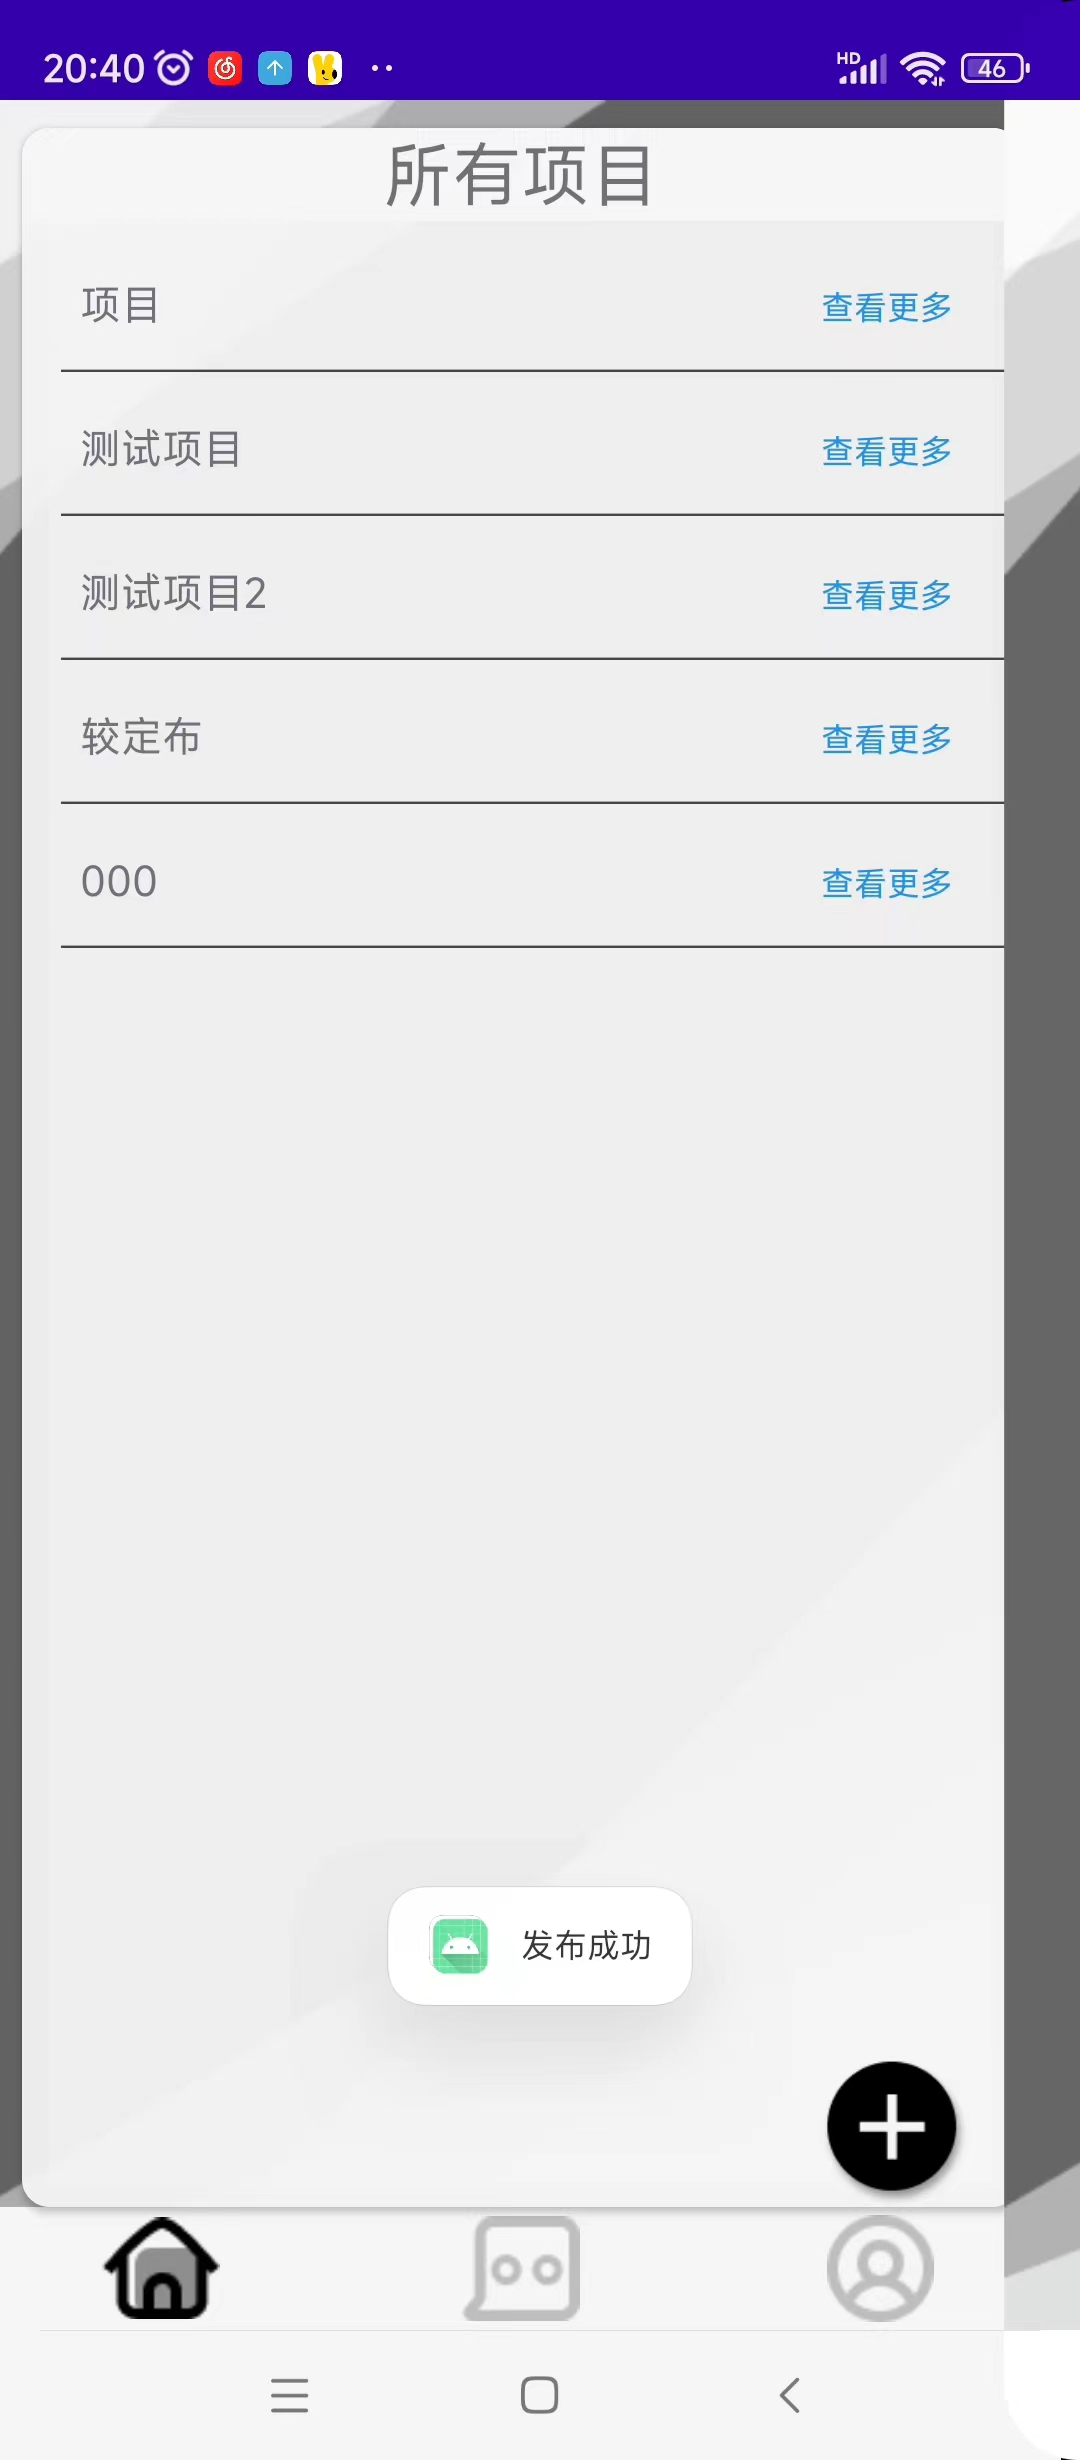 20:40
HD
46
所有项目
项目 查看更多
测试项目 查看更多
测试项目2 查看更多
较定布 查看更多
000 查看更多
发布成功